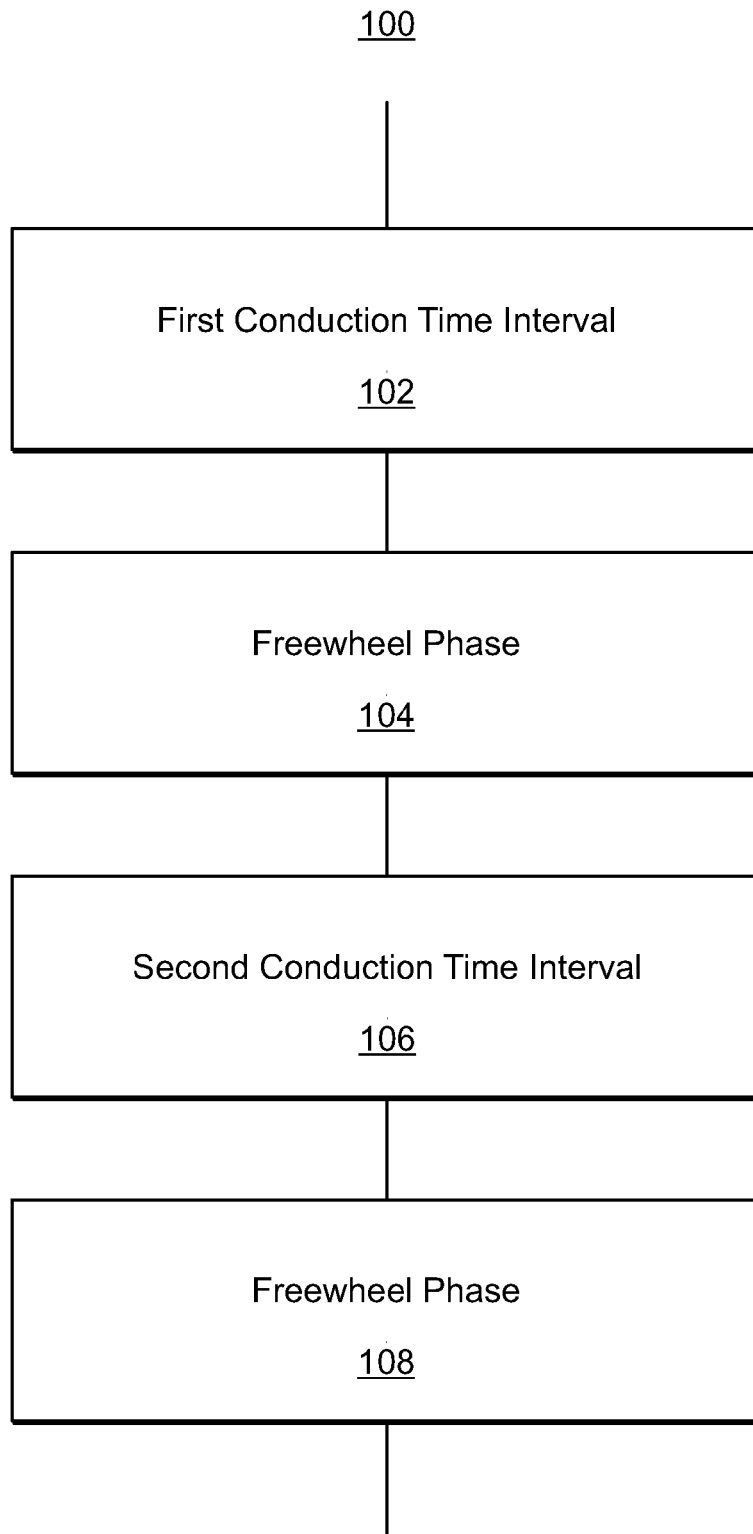 100
First Conduction Time Interval
102
Freewheel Phase
104
Second Conduction Time Interval
106
Freewheel Phase
108